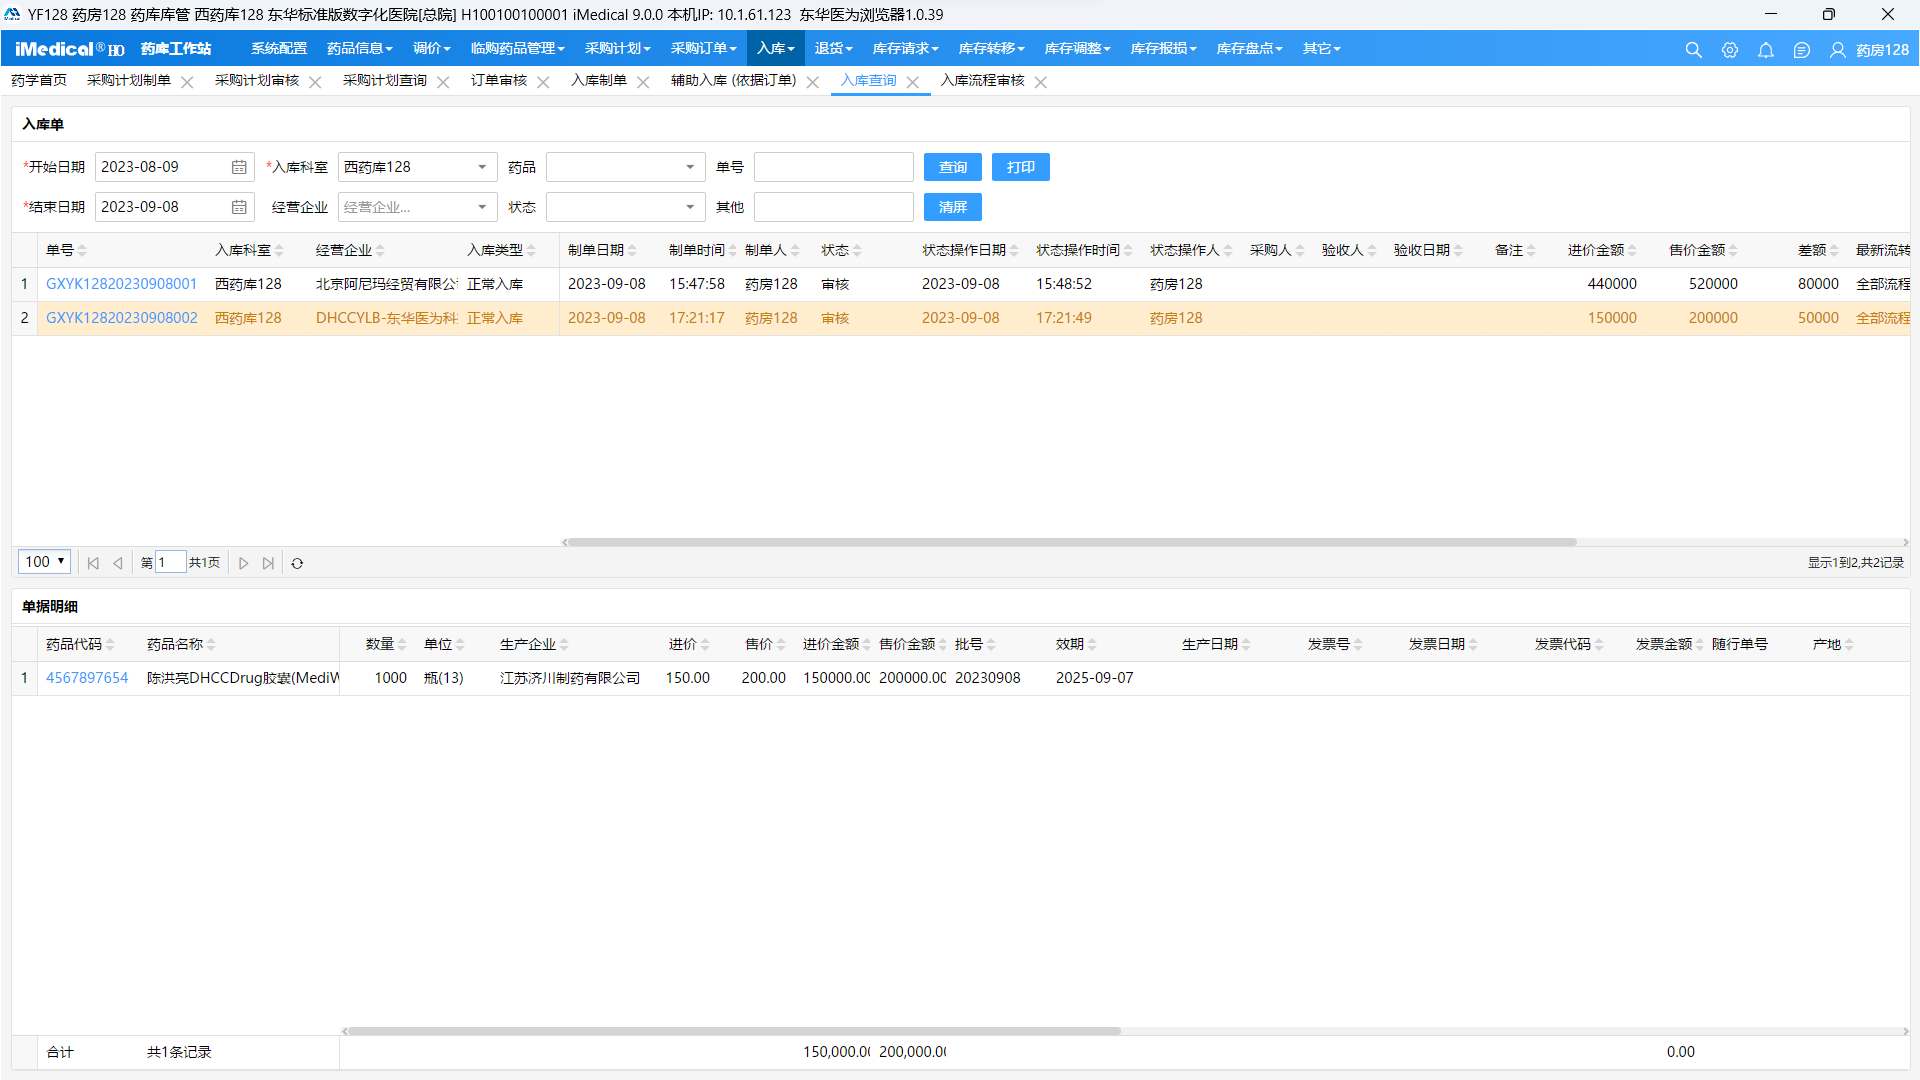 YF128 药房128 药库库管 西药库128 东华标准版数字化医院[总院] H100100100001 iMedical 9.0.0 本机IP: 10.1.61.123 东华医为浏览器1.0.39
iMedical® HO 药库工作站 系统配置 药品信息 调价 临购药品管理 采购计划 采购订单 入库 退货 库存请求 库存转移 库存调整 库存报损 库存盘点 其它 药房128
药学首页 采购计划制单 采购计划审核 采购计划查询 订单审核 入库制单 辅助入库 (依据订单) 入库查询 入库流程审核
入库单
*开始日期 2023-08-09 *入库科室 西药库128 药品 单号 查询 打印
*结束日期 2023-09-08 经营企业 经营企业... 状态 其他 清屏
单号 入库科室 经营企业 入库类型 制单日期 制单时间 制单人 状态 状态操作日期 状态操作时间 状态操作人 采购人 验收人 验收日期 备注 进价金额 售价金额 差额 最新流转
1 GXYK12820230908001 西药库128 北京阿尼玛经贸有限公 正常入库 2023-09-08 15:47:58 药房128 审核 2023-09-08 15:48:52 药房128 440000 520000 80000 全部流程
2 GXYK12820230908002 西药库128 DHCCYLB-东华医为科 正常入库 2023-09-08 17:21:17 药房128 审核 2023-09-08 17:21:49 药房128 150000 200000 50000 全部流程
100 第 1 共1页 显示1到2,共2记录
单据明细
药品代码 药品名称 数量 单位 生产企业 进价 售价 进价金额 售价金额 批号 效期 生产日期 发票号 发票日期 发票代码 发票金额 随行单号 产地
1 4567897654 陈洪亮DHCCDrug胶囊(MediW 1000 瓶(13) 江苏济川制药有限公司 150.00 200.00 150000.00 200000.00 20230908 2025-09-07
合计 共1条记录 150,000.00 200,000.00 0.00